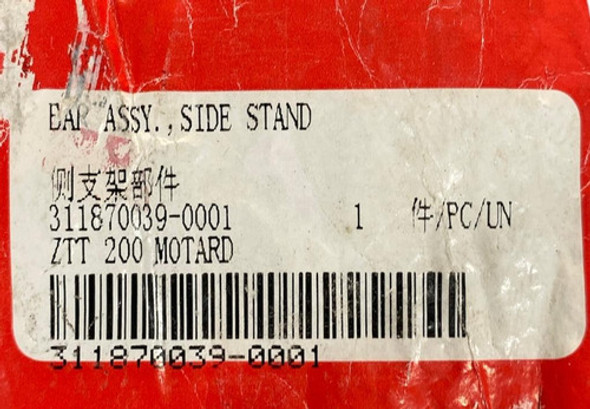 EAR ASSY.,SIDE STAND
侧支架部件
311870039-0001 1 件/PC/UN
ZTT 200 MOTARD
311870039-0001